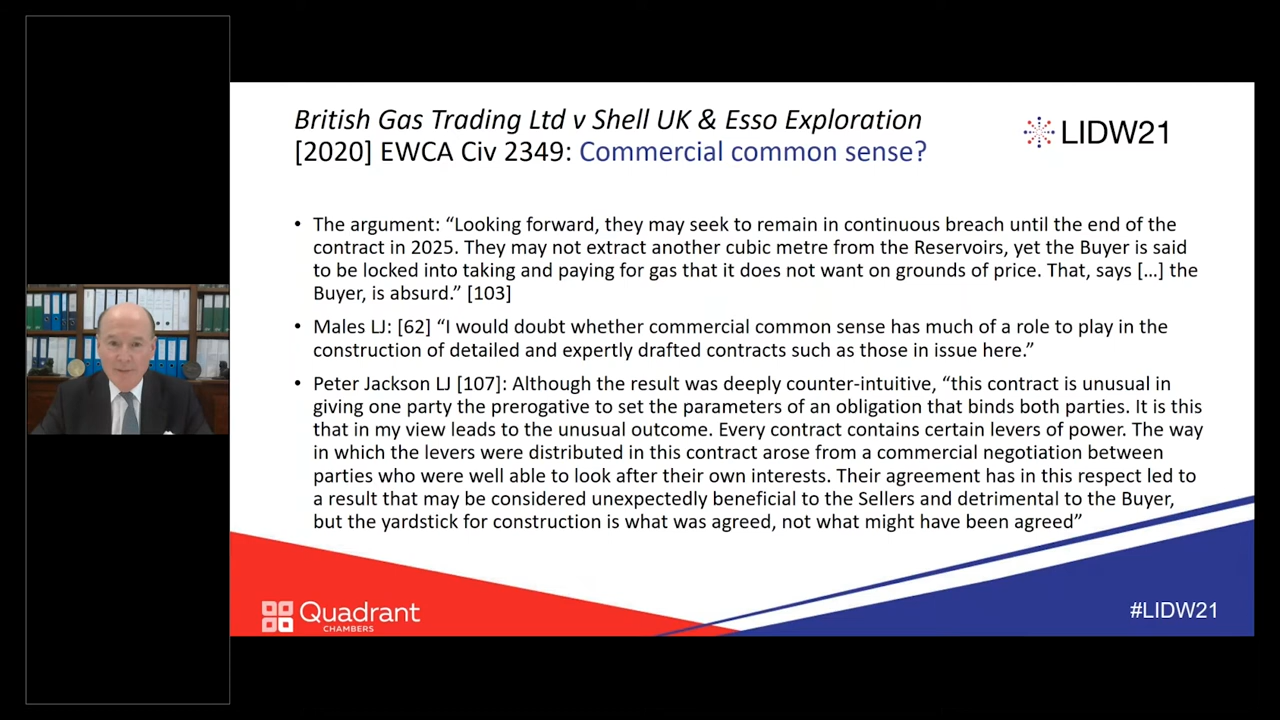 British Gas Trading Ltd v Shell UK & Esso Exploration
[2020] EWCA Civ 2349: Commercial common sense?
LIDW21
• The argument: “Looking forward, they may seek to remain in continuous breach until the end of the
contract in 2025. They may not extract another cubic metre from the Reservoirs, yet the Buyer is said
to be locked into taking and paying for gas that it does not want on grounds of price. That, says [...] the
Buyer, is absurd.” [103]
• Males LJ: [62] “I would doubt whether commercial common sense has much of a role to play in the
construction of detailed and expertly drafted contracts such as those in issue here.”
• Peter Jackson LJ [107]: Although the result was deeply counter-intuitive, “this contract is unusual in
giving one party the prerogative to set the parameters of an obligation that binds both parties. It is this
that in my view leads to the unusual outcome. Every contract contains certain levers of power. The way
in which the levers were distributed in this contract arose from a commercial negotiation between
parties who were well able to look after their own interests. Their agreement has in this respect led to
a result that may be considered unexpectedly beneficial to the Sellers and detrimental to the Buyer,
but the yardstick for construction is what was agreed, not what might have been agreed”
Quadrant
CHAMBERS
#LIDW21